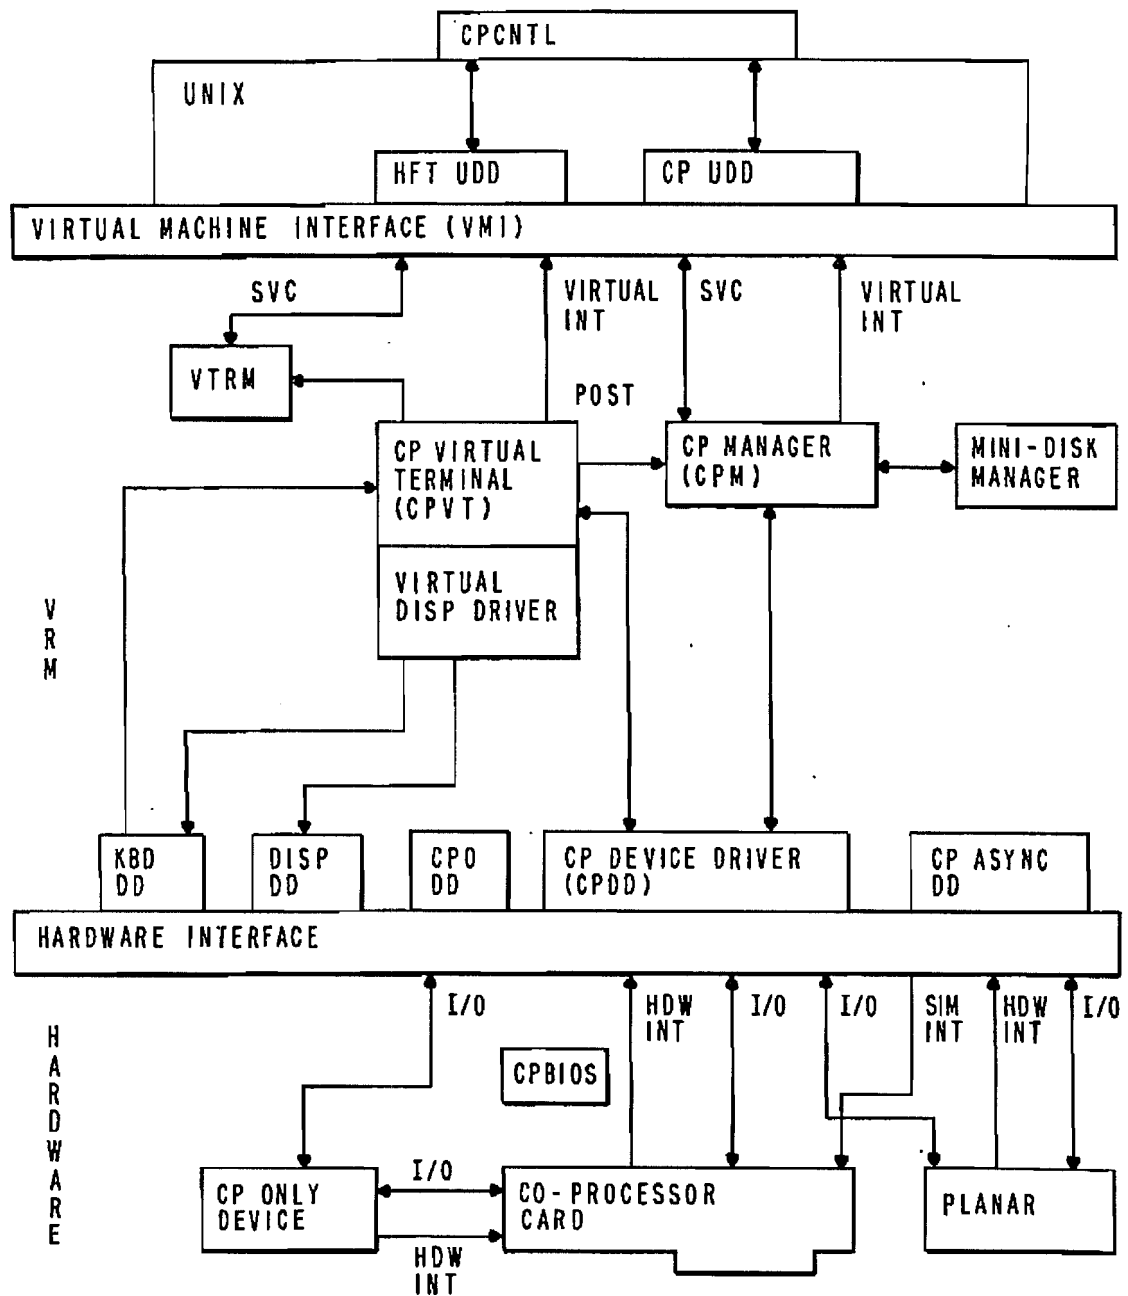 CPCNTL
UNIX
HFT UDD
CP UDD
VIRTUAL MACHINE INTERFACE (VMI)
SVC
VIRTUAL
INT
SVC
VIRTUAL
INT
VTRM
POST
CP VIRTUAL
TERMINAL
(CPVT)
CP MANAGER
(CPM)
MINI-DISK
MANAGER
VIRTUAL
DISP DRIVER
VRM
KBD
DD
DISP
DD
CPO
DD
CP DEVICE DRIVER
(CPDD)
CP ASYNC
DD
HARDWARE INTERFACE
I/O
HDW
INT
I/O
I/O
SIM
INT
HDW
INT
I/O
HARDWARE
CPBIOS
CP ONLY
DEVICE
I/O
HDW
INT
CO-PROCESSOR
CARD
PLANAR